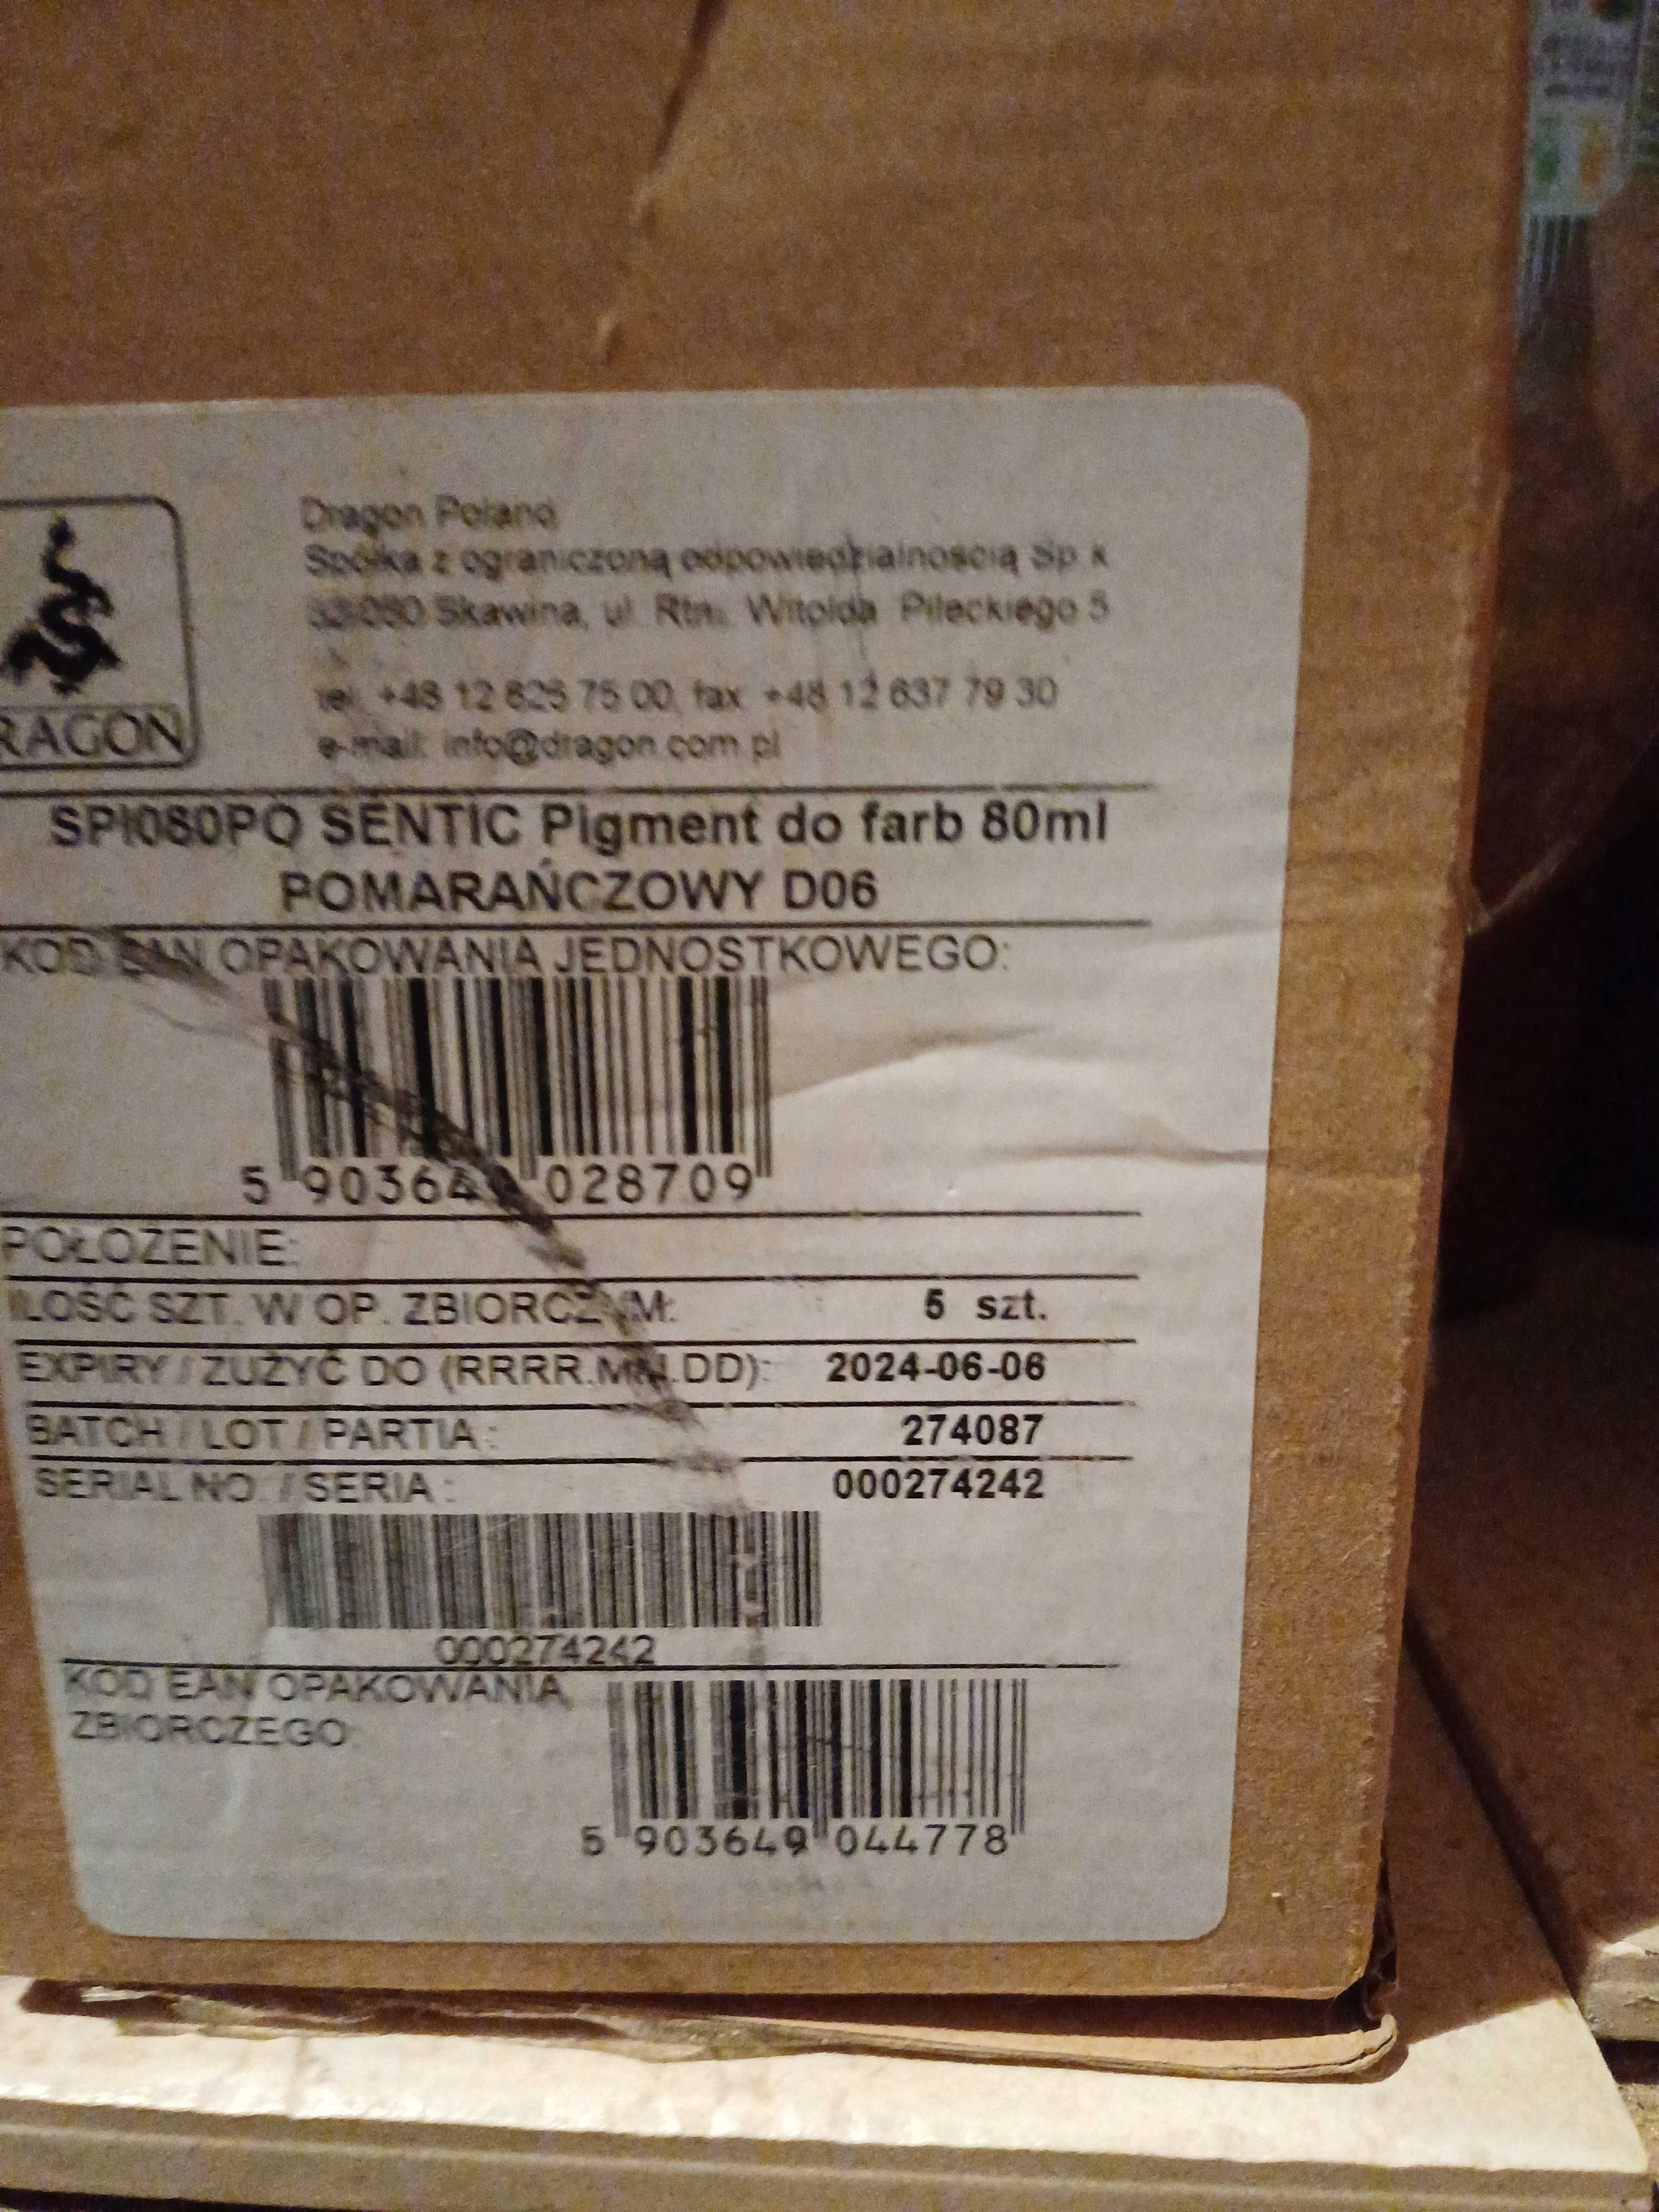 Dragon Poland
Spółka z ograniczoną odpowiedzialnością Sp. k
32-050 Skawina, ul. Rtm. Witolda Pileckiego 5
tel. +48 12 625 75 00, fax +48 12 637 79 30
e-mail: info@dragon.com.pl
RAGON
SPI080PO SENTIC Pigment do farb 80ml
POMARAŃCZOWY D06
KOD EAN OPAKOWANIA JEDNOSTKOWEGO:
5 903649 028709
POŁOŻENIE:
ILOŚĆ SZT. W OP. ZBIORCZYM: 5 szt.
EXPIRY / ZUŻYĆ DO (RRRR.MM.DD): 2024-06-06
BATCH / LOT / PARTIA : 274087
SERIAL NO. / SERIA : 000274242
000274242
KOD EAN OPAKOWANIA
ZBIORCZEGO:
5 903649 044778